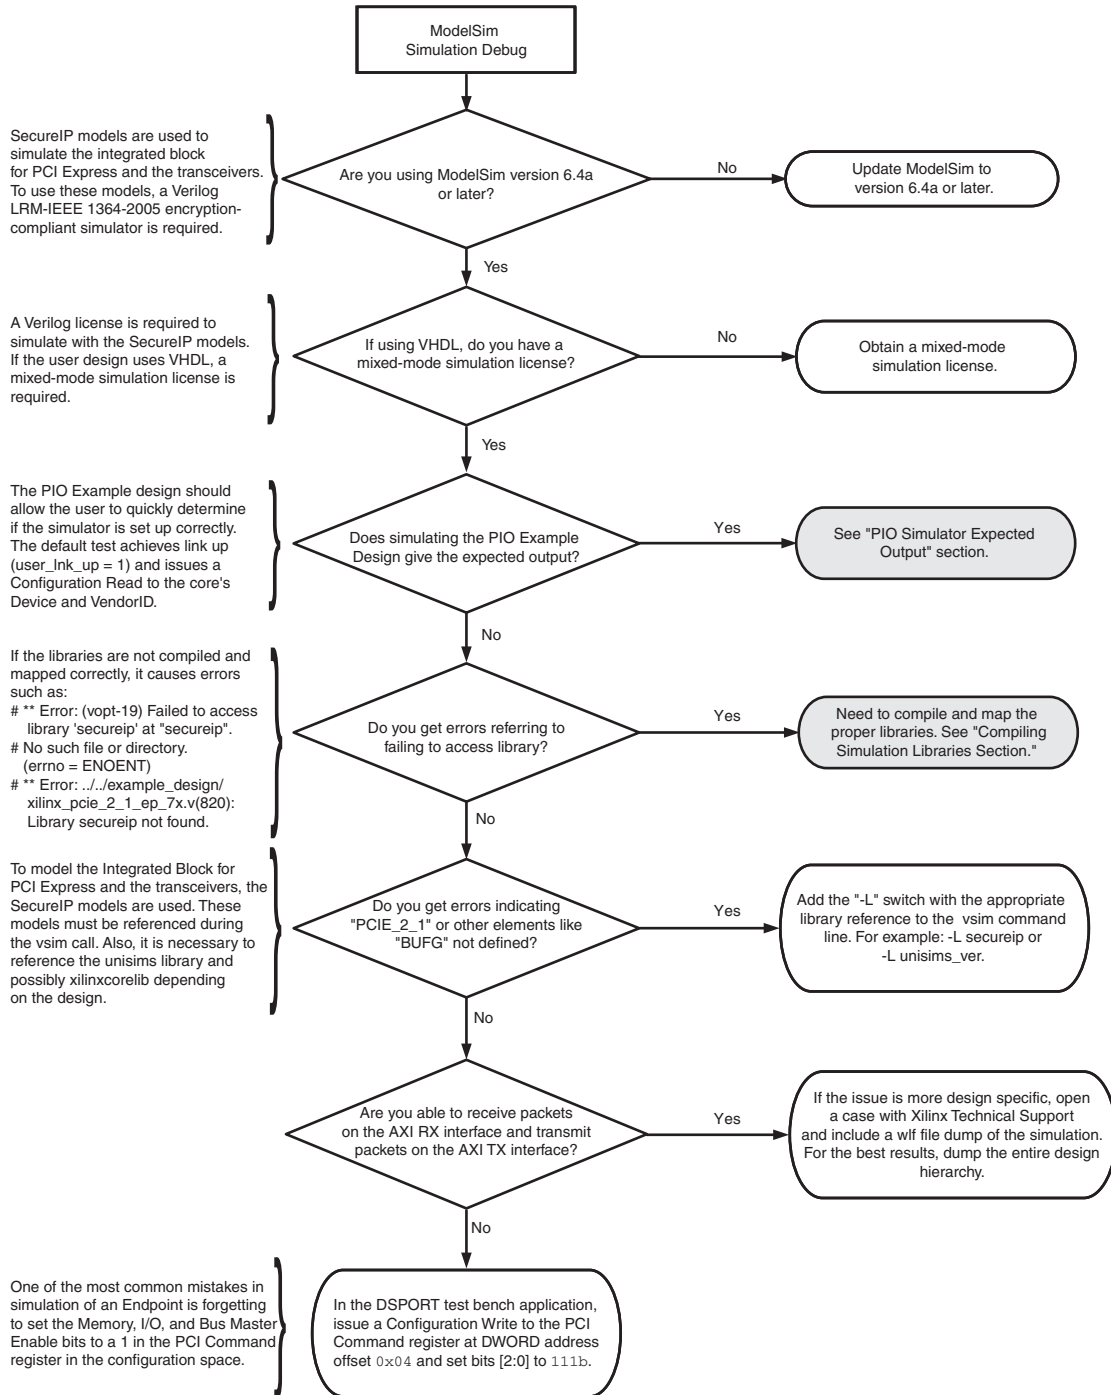 ModelSim
Simulation Debug
SecureIP models are used to
simulate the integrated block
for PCI Express and the transceivers.
To use these models, a Verilog
LRM-IEEE 1364-2005 encryption-
compliant simulator is required.
Are you using ModelSim version 6.4a
or later?
No
Update ModelSim to
version 6.4a or later.
Yes
A Verilog license is required to
simulate with the SecureIP models.
If the user design uses VHDL, a
mixed-mode simulation license is
required.
If using VHDL, do you have a
mixed-mode simulation license?
No
Obtain a mixed-mode
simulation license.
Yes
The PIO Example design should
allow the user to quickly determine
if the simulator is set up correctly.
The default test achieves link up
(user_lnk_up = 1) and issues a
Configuration Read to the core's
Device and VendorID.
Does simulating the PIO Example
Design give the expected output?
Yes
See "PIO Simulator Expected
Output" section.
No
If the libraries are not compiled and
mapped correctly, it causes errors
such as:
# ** Error: (vopt-19) Failed to access
library 'secureip' at "secureip".
# No such file or directory.
(errno = ENOENT)
# ** Error: ../../example_design/
xilinx_pcie_2_1_ep_7x.v(820):
Library secureip not found.
Do you get errors referring to
failing to access library?
Yes
Need to compile and map the
proper libraries. See "Compiling
Simulation Libraries Section."
No
To model the Integrated Block for
PCI Express and the transceivers, the
SecureIP models are used. These
models must be referenced during
the vsim call. Also, it is necessary to
reference the unisims library and
possibly xilinxcorelib depending
on the design.
Do you get errors indicating
"PCIE_2_1" or other elements like
"BUFG" not defined?
Yes
Add the "-L" switch with the appropriate
library reference to the vsim command
line. For example: -L secureip or
-L unisims_ver.
No
Are you able to receive packets
on the AXI RX interface and transmit
packets on the AXI TX interface?
Yes
If the issue is more design specific, open
a case with Xilinx Technical Support
and include a wlf file dump of the simulation.
For the best results, dump the entire design
hierarchy.
No
One of the most common mistakes in
simulation of an Endpoint is forgetting
to set the Memory, I/O, and Bus Master
Enable bits to a 1 in the PCI Command
register in the configuration space.
In the DSPORT test bench application,
issue a Configuration Write to the PCI
Command register at DWORD address
offset 0x04 and set bits [2:0] to 111b.